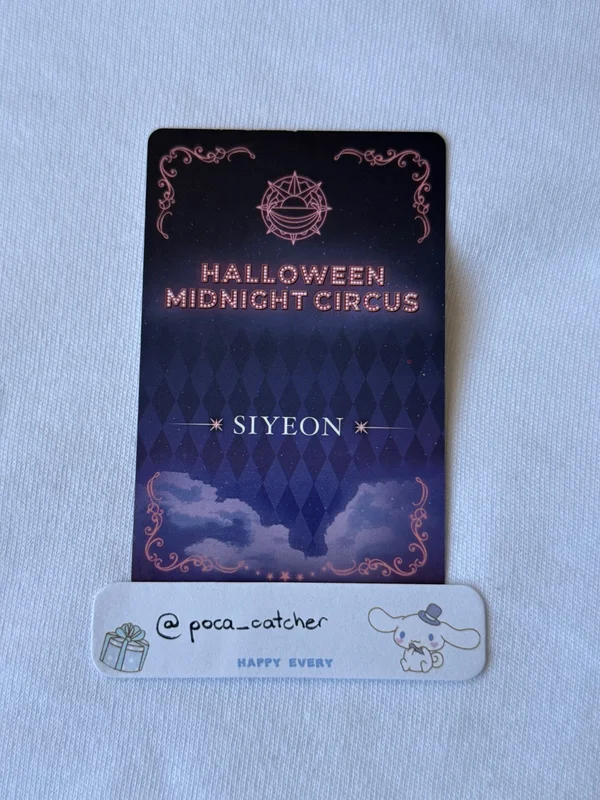 HALLOWEEN
MIDNIGHT CIRCUS
SIYEON
@poca_catcher
HAPPY EVERY